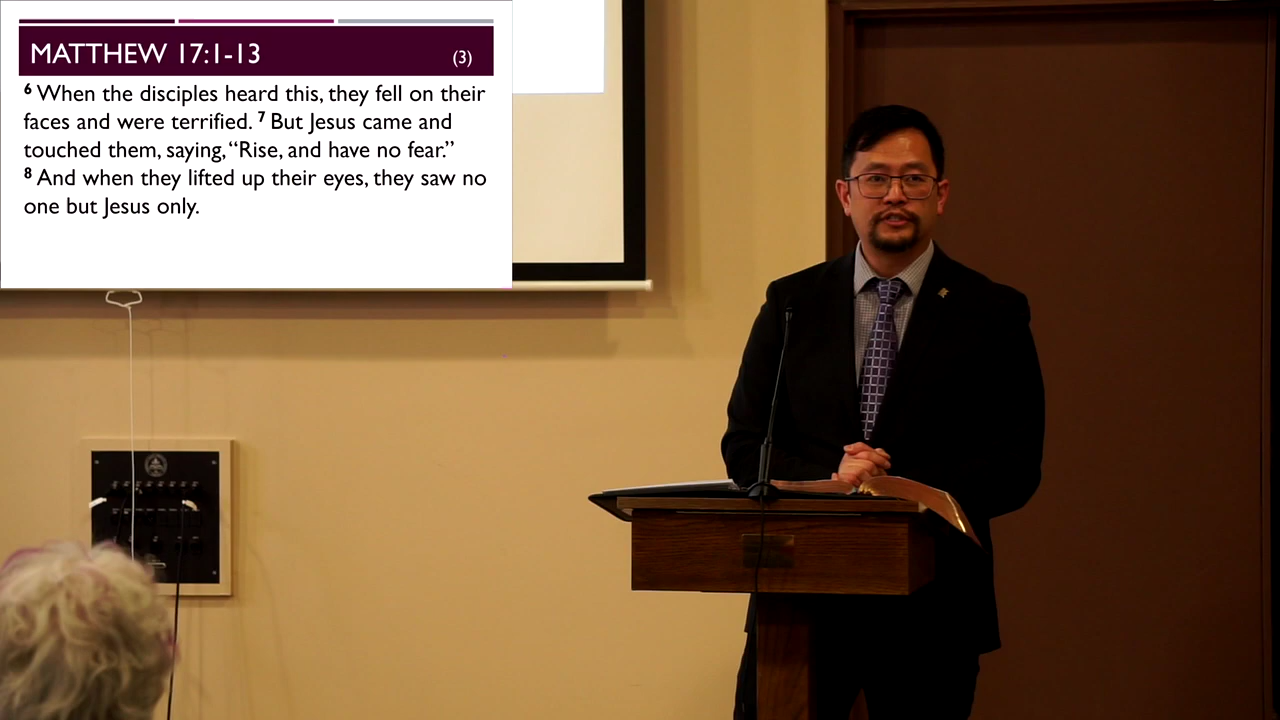 MATTHEW 17:1-13
(3)
⁶ When the disciples heard this, they fell on their
faces and were terrified. ⁷ But Jesus came and
touched them, saying, “Rise, and have no fear.”
⁸ And when they lifted up their eyes, they saw no
one but Jesus only.